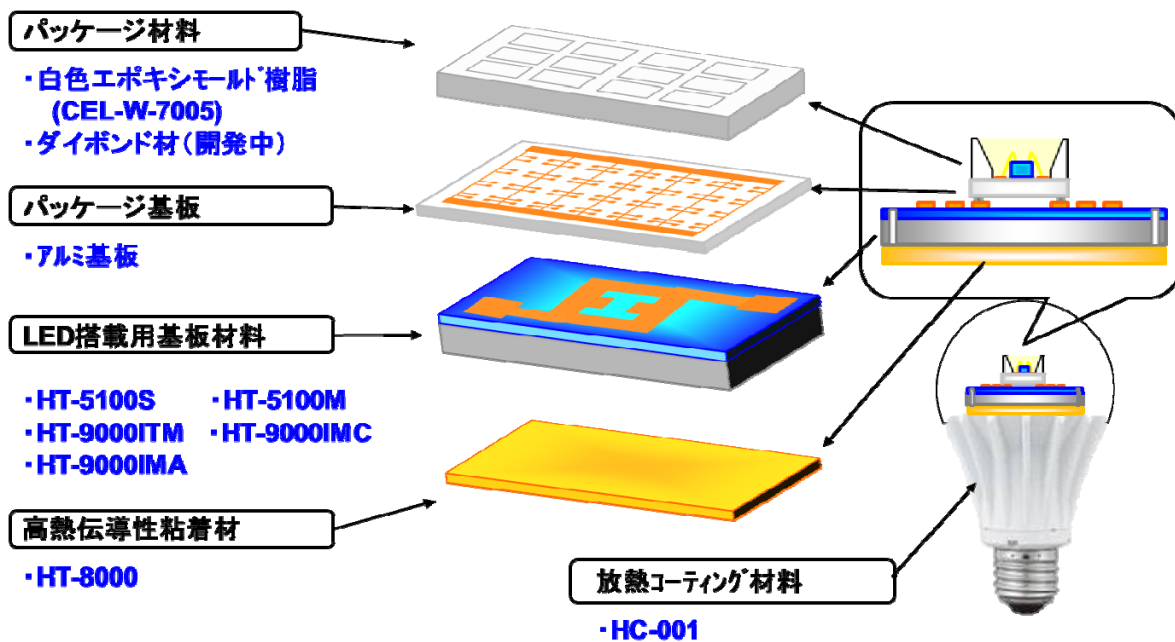 パッケージ材料
・白色エポキシモールド樹脂
(CEL-W-7005)
・ダイボンド材（開発中）
パッケージ基板
・アルミ基板
LED搭載用基板材料
・HT-5100S ・HT-5100M
・HT-9000ITM ・HT-9000IMC
・HT-9000IMA
高熱伝導性粘着材
・HT-8000
放熱コーティング材料
・HC-001